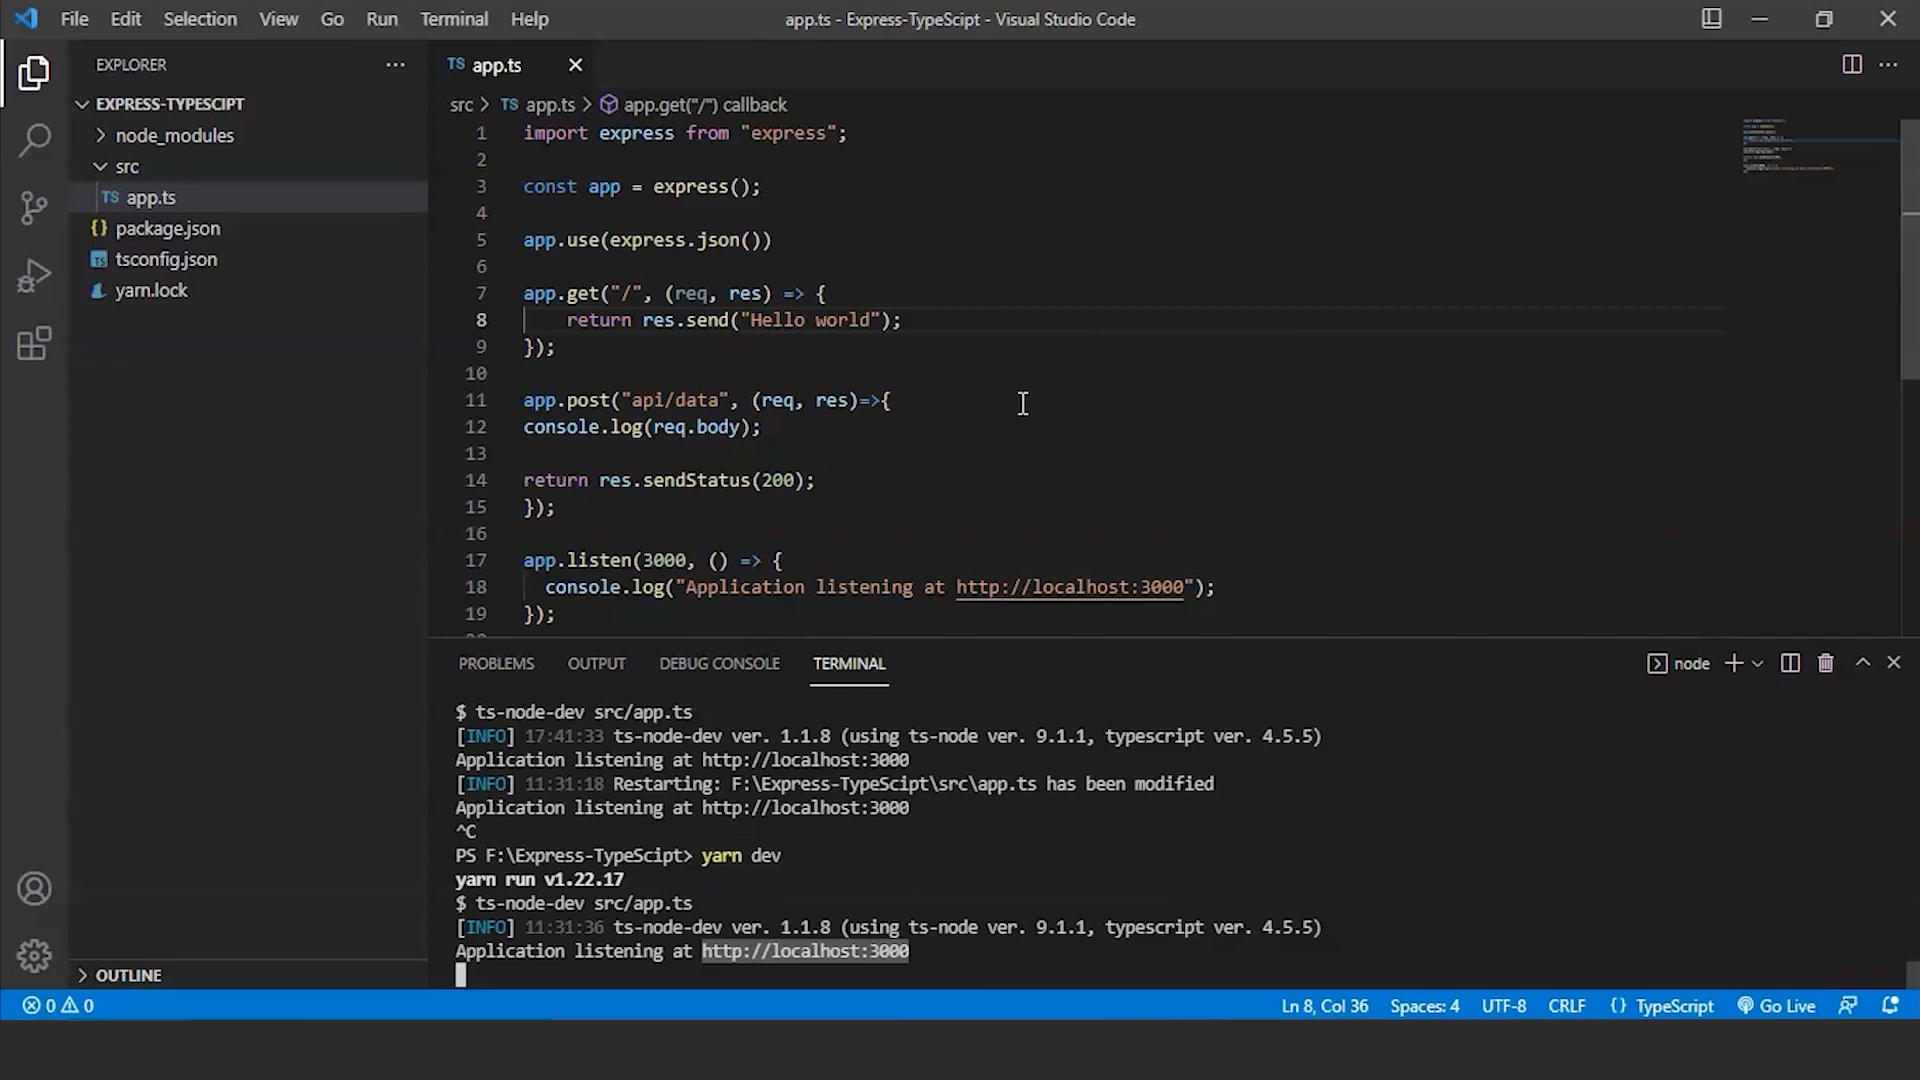 File Edit Selection View Go Run Terminal Help
app.ts - Express-TypeScipt - Visual Studio Code
EXPLORER
EXPRESS-TYPESCIPT
node_modules
src
TS app.ts
{} package.json
TS tsconfig.json
yarn.lock
OUTLINE
TS app.ts
src > TS app.ts > app.get("/") callback
1 import express from "express";
2
3 const app = express();
4
5 app.use(express.json())
6
7 app.get("/", (req, res) => {
8 return res.send("Hello world");
9 });
10
11 app.post("api/data", (req, res)=>{
12 console.log(req.body);
13
14 return res.sendStatus(200);
15 });
16
17 app.listen(3000, () => {
18 console.log("Application listening at http://localhost:3000");
19 });
PROBLEMS OUTPUT DEBUG CONSOLE TERMINAL
node
$ ts-node-dev src/app.ts
[INFO] 17:41:33 ts-node-dev ver. 1.1.8 (using ts-node ver. 9.1.1, typescript ver. 4.5.5)
Application listening at http://localhost:3000
[INFO] 11:31:18 Restarting: F:\Express-TypeScipt\src\app.ts has been modified
Application listening at http://localhost:3000
^C
PS F:\Express-TypeScipt> yarn dev
yarn run v1.22.17
$ ts-node-dev src/app.ts
[INFO] 11:31:36 ts-node-dev ver. 1.1.8 (using ts-node ver. 9.1.1, typescript ver. 4.5.5)
Application listening at http://localhost:3000
0 0
Ln 8, Col 36 Spaces: 4 UTF-8 CRLF {} TypeScript Go Live